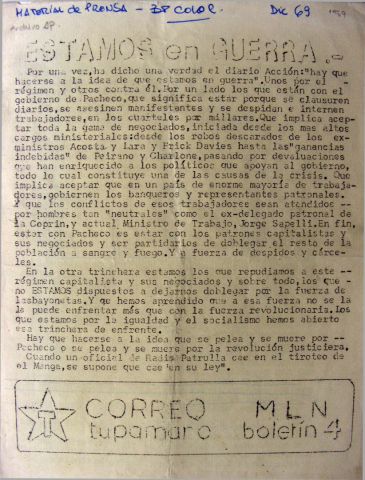 MATERIAL DE PRENSA - BP COLOR. DIC 69 1969
Archivo BP.
ESTAMOS en GUERRA.-
Por una vez,ha dicho una verdad el diario Acción:"hay que
hacerse a la idea de que estamos en guerra".Unos por el
régimen y otros contra él.Por un lado los que están con el
gobierno de Pacheco,que significa estar porque se clausuren
diarios,se asesinen manifestantes y se despidan e internen
trabajadores,en los cuarteles por millares.Que implica acep-
tar toda la gama de negociados,iniciada desde los mas altos
cargos ministeriales:desde los robos descarados de los ex-
ministros Acosta y Lara y Frick Davies hasta las"ganancias
indebidas" de Peirano y Charlone,pasando por devaluaciones
que han enriquecido a los políticos que apoyan al gobierno,
todo lo cual constituye una de las causas de la crisis. Que
implica aceptar que en un país de enorme mayoría de trabaja-
dores,gobiernen los banqueros y representantes patronales.
Y que los conflictos de esos trabajadores sean atendidos --
por hombres tan "neutrales" como el ex-delegado patronal de
la Coprin,y actual Ministro de Trabajo,Jorge Sapelli.En fin,
estar con Pacheco es estar con los patrones capitalistas y
sus negociados y ser partidarios de doblegar el resto de la
población a sangre y fuego.Y a fuerza de despidos y cárce-
les.
En la otra trinchera estamos los que repudiamos a este --
régimen capitalista y sus negociados y sobre todo,los que -
no ESTAMOS dispuestos a dejarnos doblegar por la fuerza de
lasbayonetas.Y qe hemos aprendido que a esa fuerza no se la
la puede enfrentar más que con la fuerza revolucionaria.los
que estamos por la igualdad y el socialismo hemos abierto
esa trinchera de enfrente.
Hay que hacerse a la idea que se pelea y se muere por --
Pacheco o se pelea y se muere por la revolución justiciera.
Cuando un oficial de Radio Patrulla cae en el tiroteo de
el Manga,se supone que cae"en su ley".
T
CORREO MLN
tupamaro boletín 4